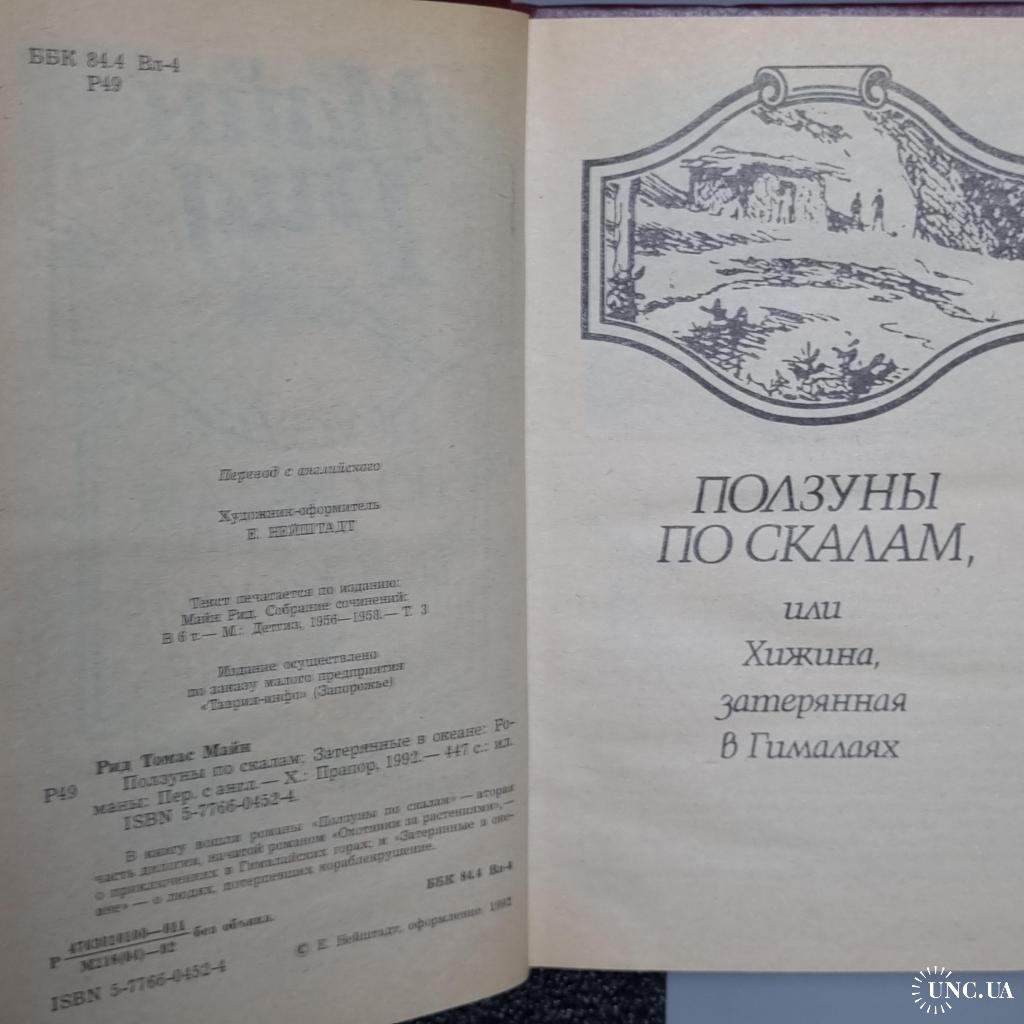 ББК 84.4 Вл-4
Р49
Перевод с английского
Художник-оформитель
Е. НЕЙШТАДТ
Текст печатается по изданию:
Майн Рид. Собрание сочинений:
В 6 т.— М.: Детгиз, 1956—1958.— Т. 3
Издание осуществлено
по заказу малого предприятия
«Таврия-инфо» (Запорожье)
Рид Томас Майн
Р49 Ползуны по скалам; Затерянные в океане: Ро-
маны: Пер. с англ.— Х.: Прапор, 1992.— 447 с.: ил.
ISBN 5-7766-0452-4.
В книгу вошли романы «Ползуны по скалам» — вторая
часть дилогии, начатой романом «Охотники за растениями»,—
о приключениях в Гималайских горах; и «Затерянные в оке-
ане» — о людях, потерпевших кораблекрушение.
Р 4703010100—011
М218(04)—92 без объявл.
ББК 84.4 Вл-4
© Е. Нейштадт, оформление. 1992
ISBN 5-7766-0452-4
ПОЛЗУНЫ
ПО СКАЛАМ,
или
Хижина,
затерянная
в Гималаях
UNC.UA